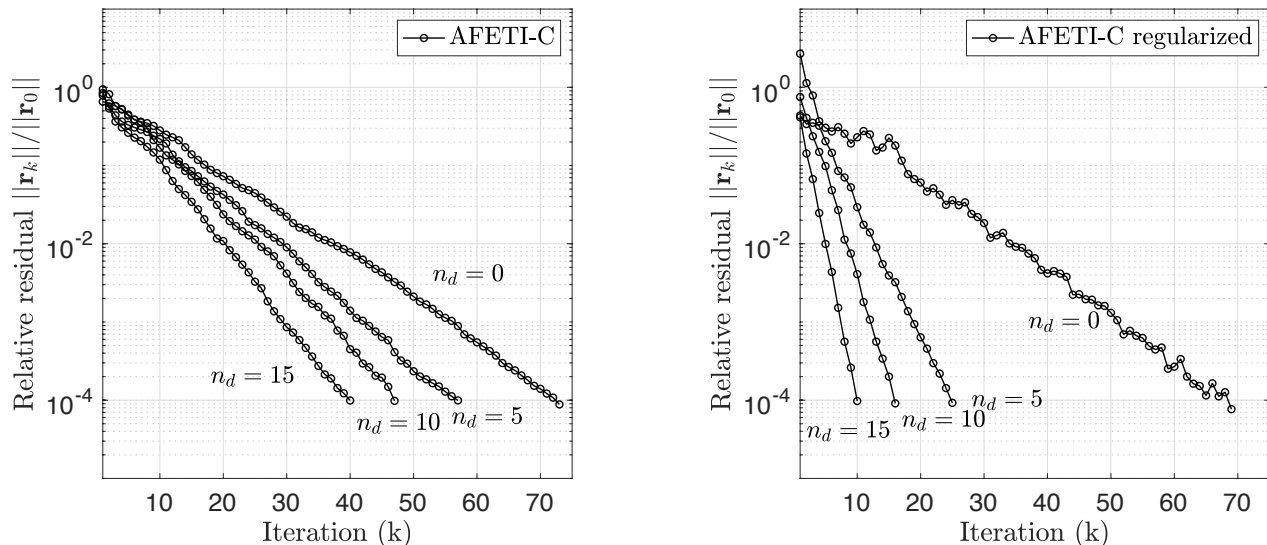 AFETI-C
Relative residual ||r_k||/||r_0||
10^0
10^-2
10^-4
n_d = 0
n_d = 15
n_d = 10
n_d = 5
10 20 30 40 50 60 70
Iteration (k)
AFETI-C regularized
Relative residual ||r_k||/||r_0||
10^0
10^-2
10^-4
n_d = 0
n_d = 5
n_d = 10
n_d = 15
10 20 30 40 50 60 70
Iteration (k)